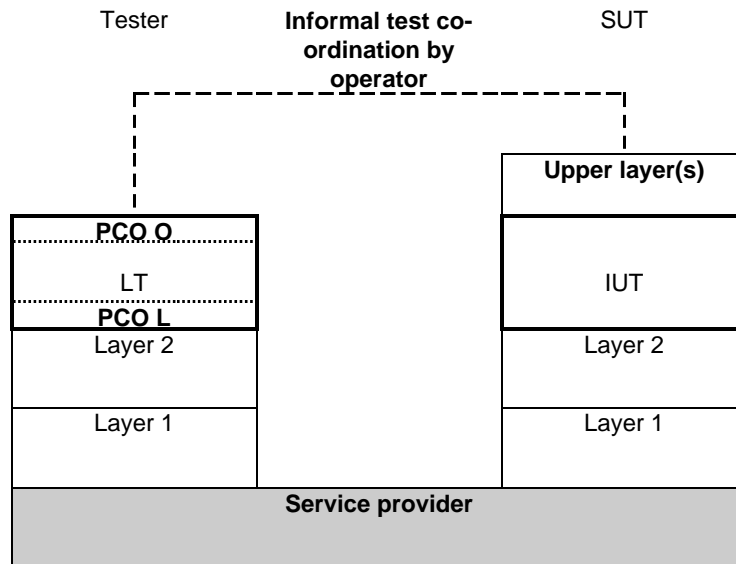 Tester
Informal test co-
ordination by
operator
SUT
Upper layer(s)
PCO O
LT
IUT
PCO L
Layer 2
Layer 2
Layer 1
Layer 1
Service provider